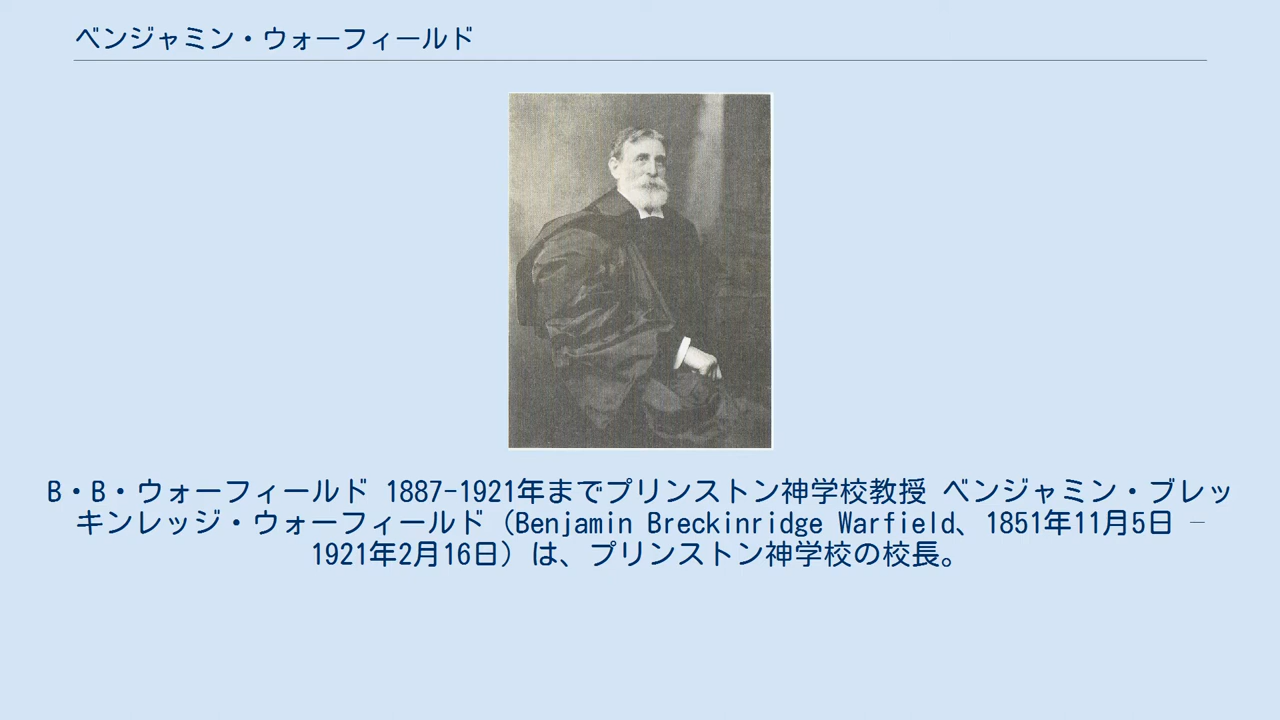 ベンジャミン・ウォーフィールド
B・B・ウォーフィールド 1887-1921年までプリンストン神学校教授 ベンジャミン・ブレッ
キンレッジ・ウォーフィールド（Benjamin Breckinridge Warfield、1851年11月5日 –
1921年2月16日）は、プリンストン神学校の校長。